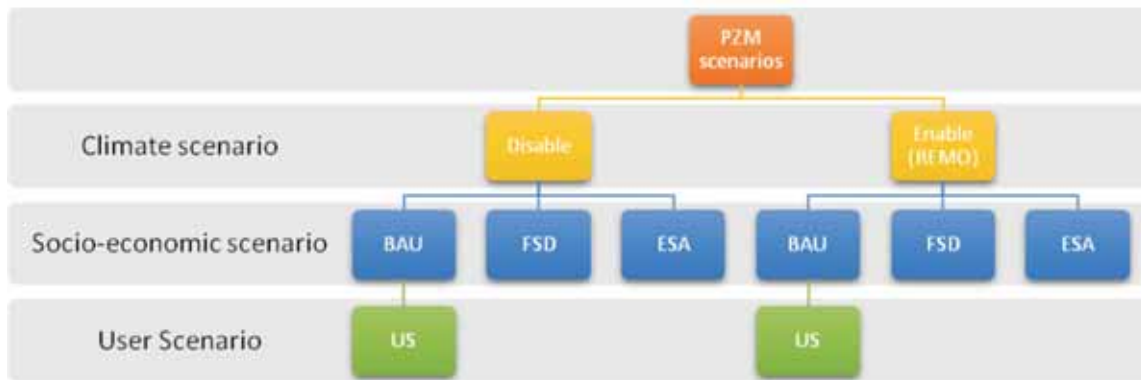 PZM
scenarios
Climate scenario
Disable
Enable
(REMO)
Socio-economic scenario
BAU
FSD
ESA
BAU
FSD
ESA
User Scenario
US
US